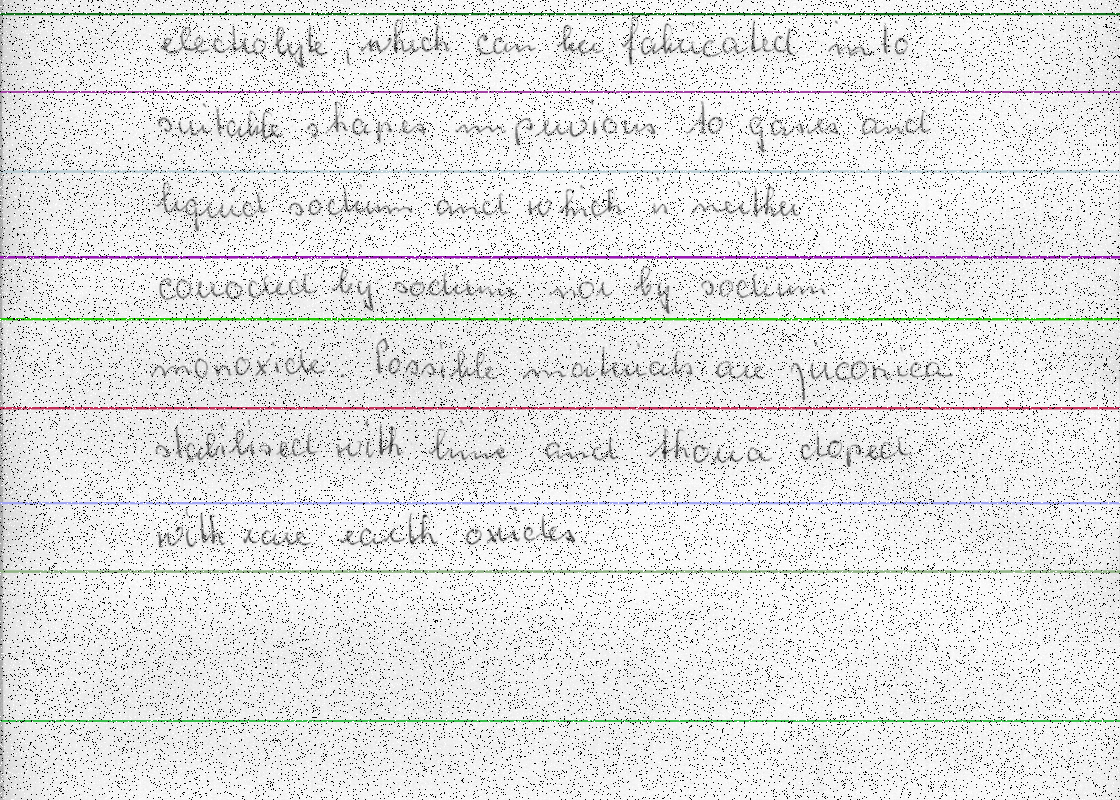 electrolyte, which can be fabricated into
suitable shapes impervious to gases and
liquid sodium and which is neither
corroded by sodium nor by sodium
monoxide. Possible materials are zirconica
stabilised with lime and thoria doped
with rare earth oxides.